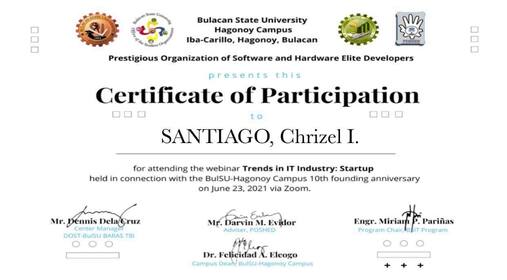 Bulacan State University
Hagonoy Campus
Iba-Carillo, Hagonoy, Bulacan
Prestigious Organization of Software and Hardware Elite Developers
presents this
Certificate of Participation
to
SANTIAGO, Chrizel I.
for attending the webinar Trends in IT Industry: Startup
held in connection with the BulSU-Hagonoy Campus 10th founding anniversary
on June 23, 2021 via Zoom.
Mr. Dennis Dela Cruz
Center Manager
DOST-BulSU BARAS TBI
Mr. Darvin M. Evidor
Adviser, POSHED
Engr. Miriam P. Pariñas
Program Chair, BSIT Program
Dr. Felicidad A. Elcogo
Campus Dean, BulSU-Hagonoy Campus